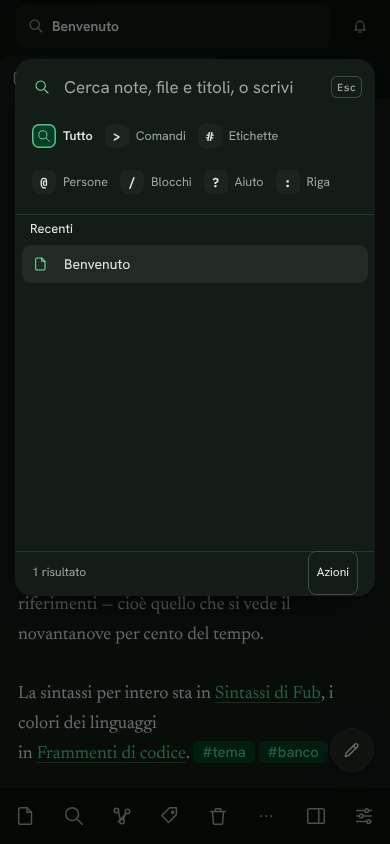 Benvenuto
Cerca note, file e titoli, o scrivi
Esc
Tutto > Comandi # Etichette
@ Persone / Blocchi ? Aiuto : Riga
Recenti
Benvenuto
1 risultato
Azioni
riferimenti — cioè quello che si vede il
novantanove per cento del tempo.
La sintassi per intero sta in Sintassi di Fub, i
colori dei linguaggi
in Frammenti di codice. #tema #banco